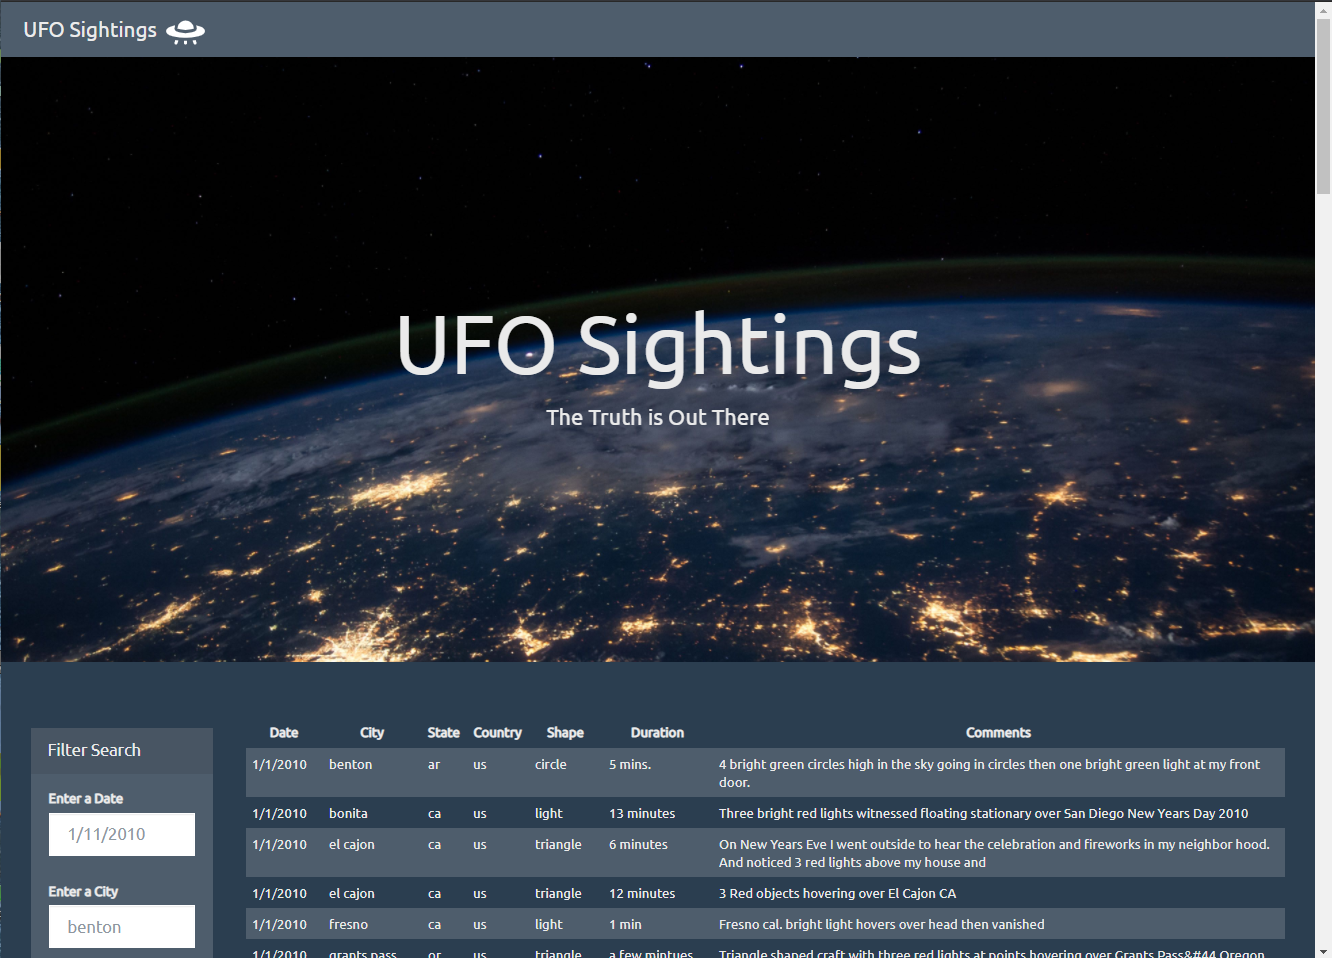 UFO Sightings
UFO Sightings
The Truth is Out There
Filter Search
Enter a Date
1/11/2010
Enter a City
benton
Date City State Country Shape Duration Comments
1/1/2010 benton ar us circle 5 mins. 4 bright green circles high in the sky going in circles then one bright green light at my front
door.
1/1/2010 bonita ca us light 13 minutes Three bright red lights witnessed floating stationary over San Diego New Years Day 2010
1/1/2010 el cajon ca us triangle 6 minutes On New Years Eve I went outside to hear the celebration and fireworks in my neighbor hood.
And noticed 3 red lights above my house and
1/1/2010 el cajon ca us triangle 12 minutes 3 Red objects hovering over El Cajon CA
1/1/2010 fresno ca us light 1 min Fresno cal. bright light hovers over head then vanished
1/1/2010 grants pass or us triangle a few mintues Triangle shaped craft with three red lights at points hovering over Grants Pass&#44 Oregon